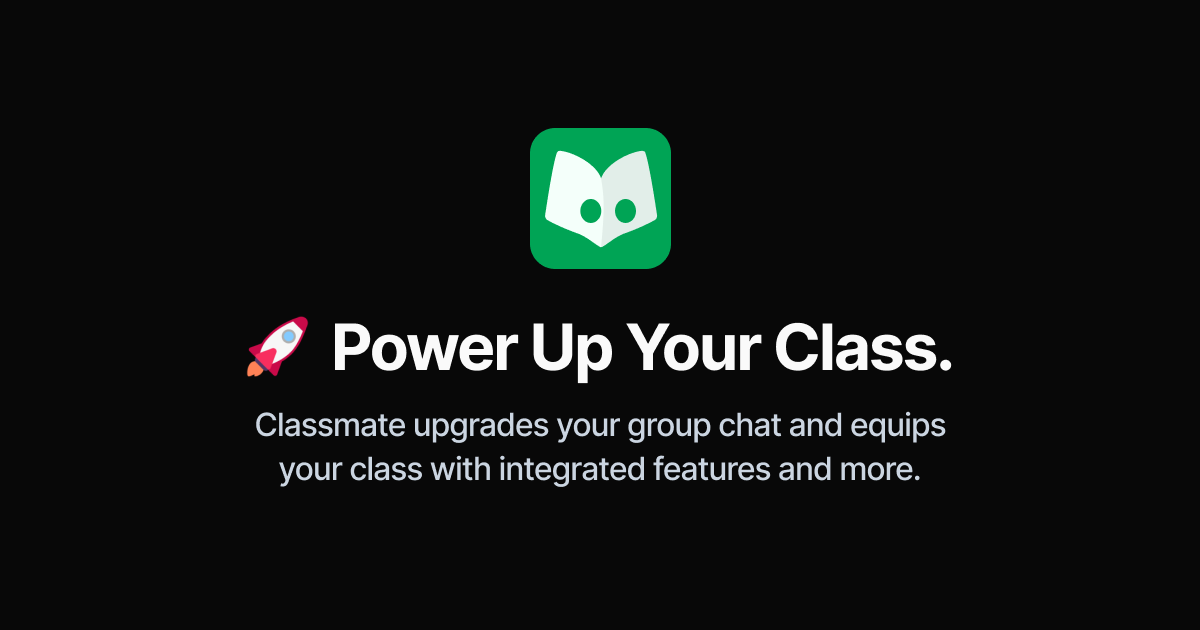 🚀 Power Up Your Class.
Classmate upgrades your group chat and equips
your class with integrated features and more.